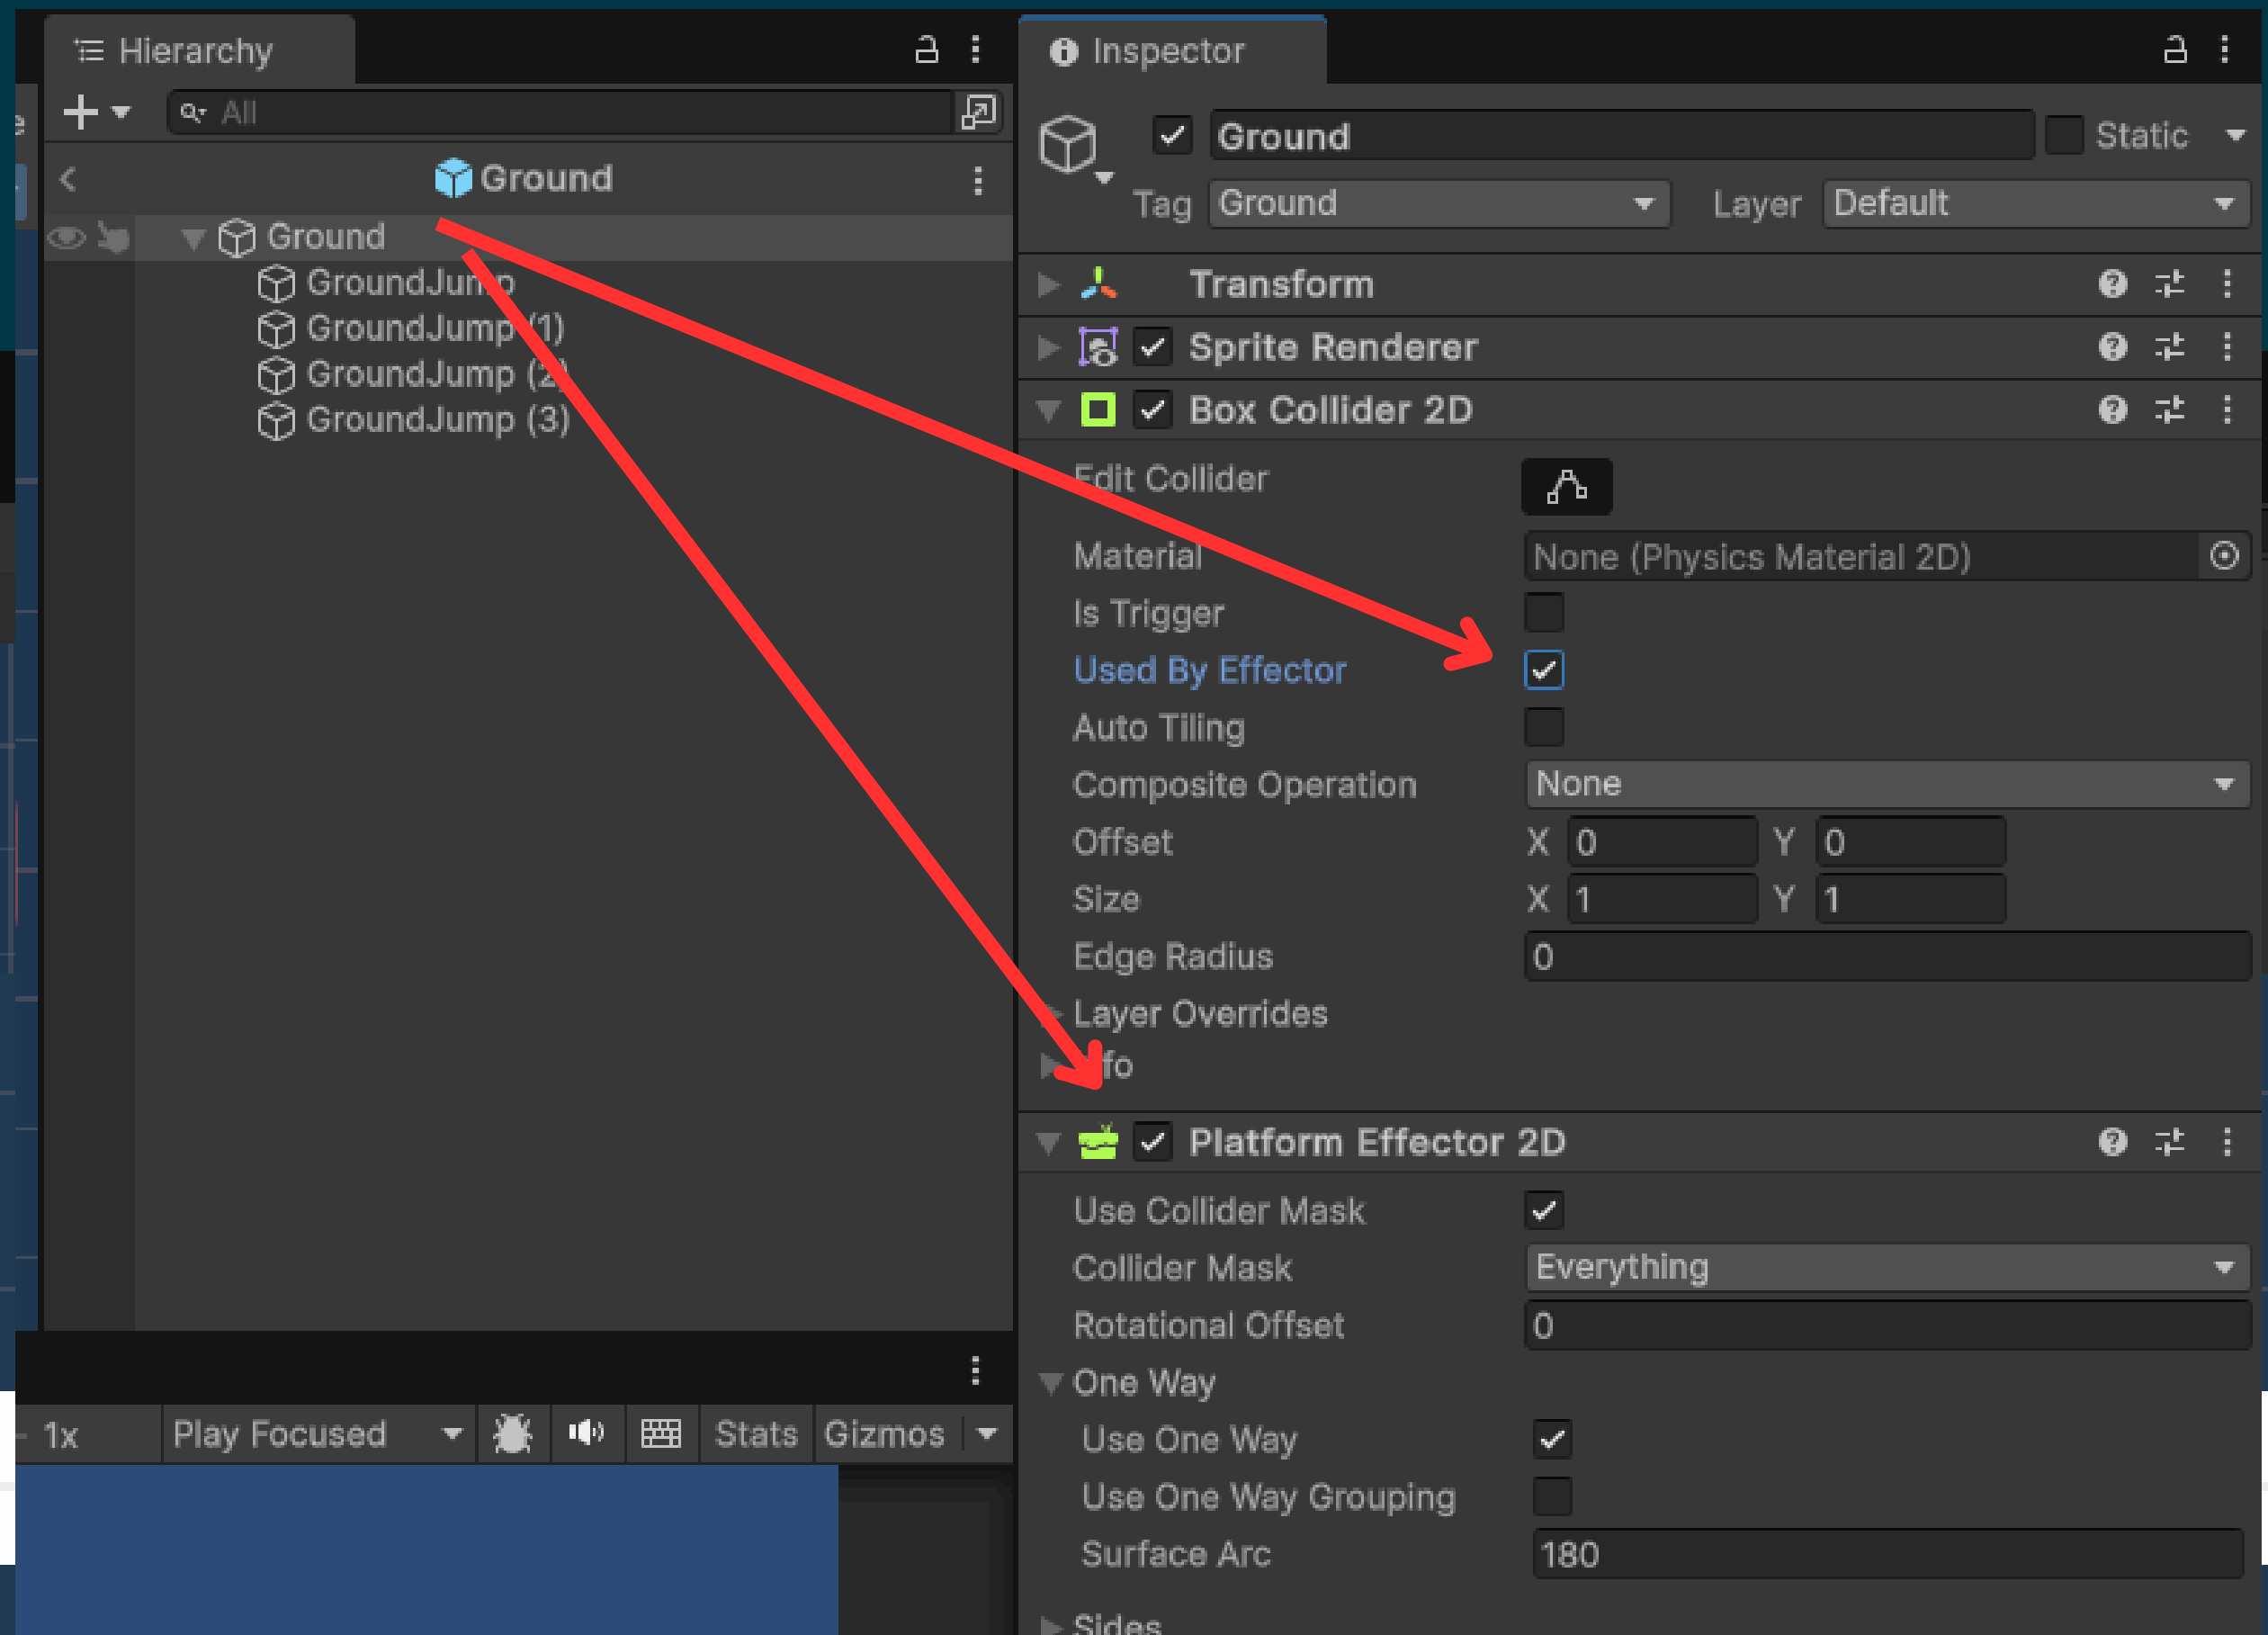 Hierarchy
All
Ground
Ground
GroundJump
GroundJump (1)
GroundJump (2)
GroundJump (3)
1x Play Focused Stats Gizmos
Inspector
Ground Static
Tag Ground Layer Default
Transform
Sprite Renderer
Box Collider 2D
Edit Collider
Material None (Physics Material 2D)
Is Trigger
Used By Effector
Auto Tiling
Composite Operation None
Offset X 0 Y 0
Size X 1 Y 1
Edge Radius 0
Layer Overrides
Platform Effector 2D
Use Collider Mask
Collider Mask Everything
Rotational Offset 0
One Way
Use One Way
Use One Way Grouping
Surface Arc 180
Sides